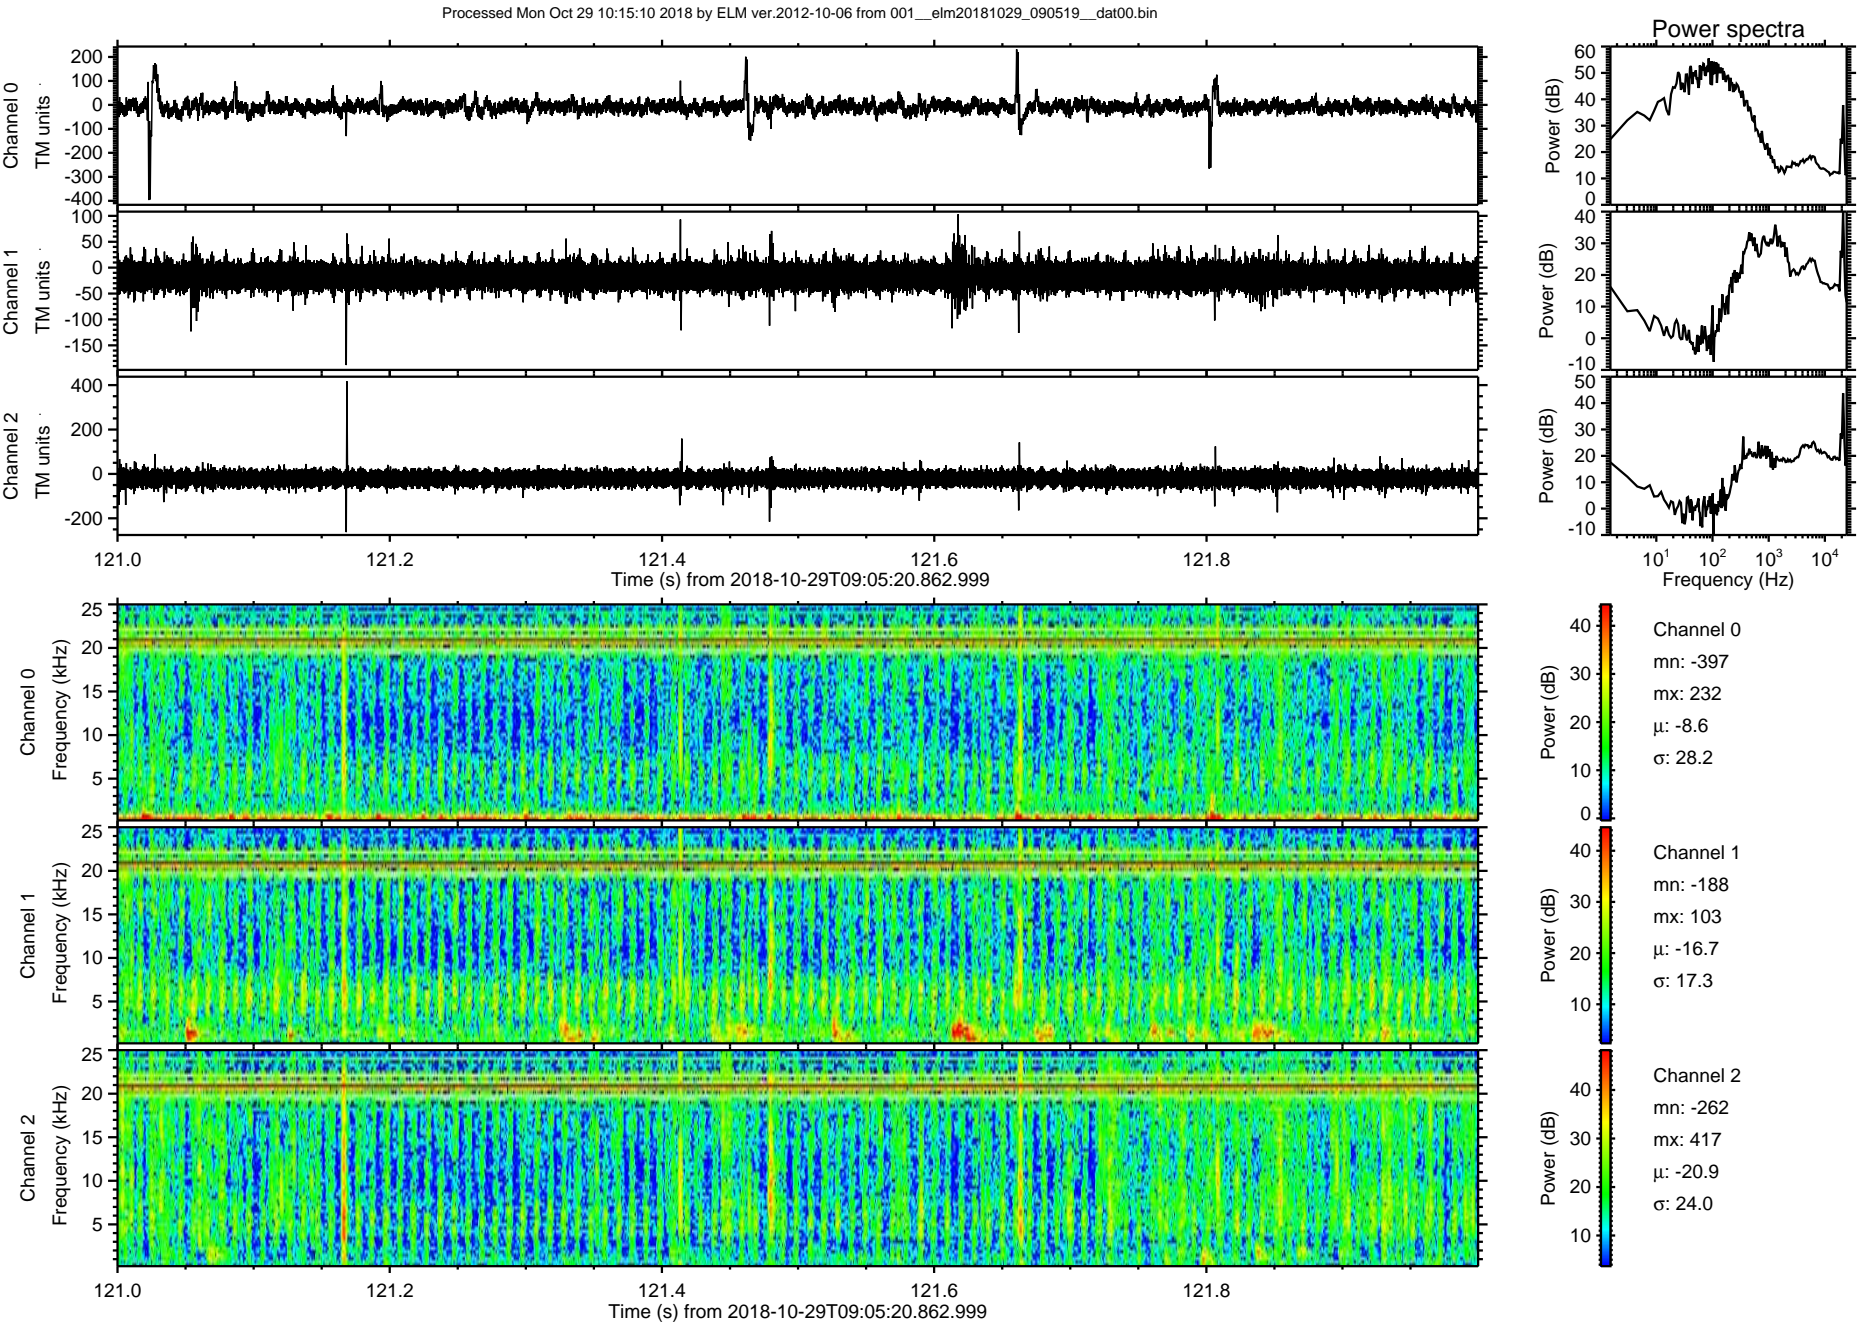 Processed Mon Oct 29 10:15:10 2018 by ELM ver.2012-10-06 from 001__elm20181029_090519__dat00.bin
Power spectra
Channel 0
TM units
200
100
0
-100
-200
-300
-400
Power (dB)
60
50
40
30
20
10
0
Channel 1
TM units
100
50
0
-50
-100
-150
Power (dB)
40
30
20
10
0
-10
Channel 2
TM units
400
200
0
-200
Power (dB)
50
40
30
20
10
0
-10
121.0 121.2 121.4 121.6 121.8
Time (s) from 2018-10-29T09:05:20.862.999
10^1 10^2 10^3 10^4
Frequency (Hz)
Channel 0
Frequency (kHz)
25
20
15
10
5
Power (dB)
40
30
20
10
0
Channel 0
mn: -397
mx: 232
μ: -8.6
σ: 28.2
Channel 1
Frequency (kHz)
25
20
15
10
5
Power (dB)
40
30
20
10
Channel 1
mn: -188
mx: 103
μ: -16.7
σ: 17.3
Channel 2
Frequency (kHz)
25
20
15
10
5
Power (dB)
40
30
20
10
Channel 2
mn: -262
mx: 417
μ: -20.9
σ: 24.0
121.0 121.2 121.4 121.6 121.8
Time (s) from 2018-10-29T09:05:20.862.999